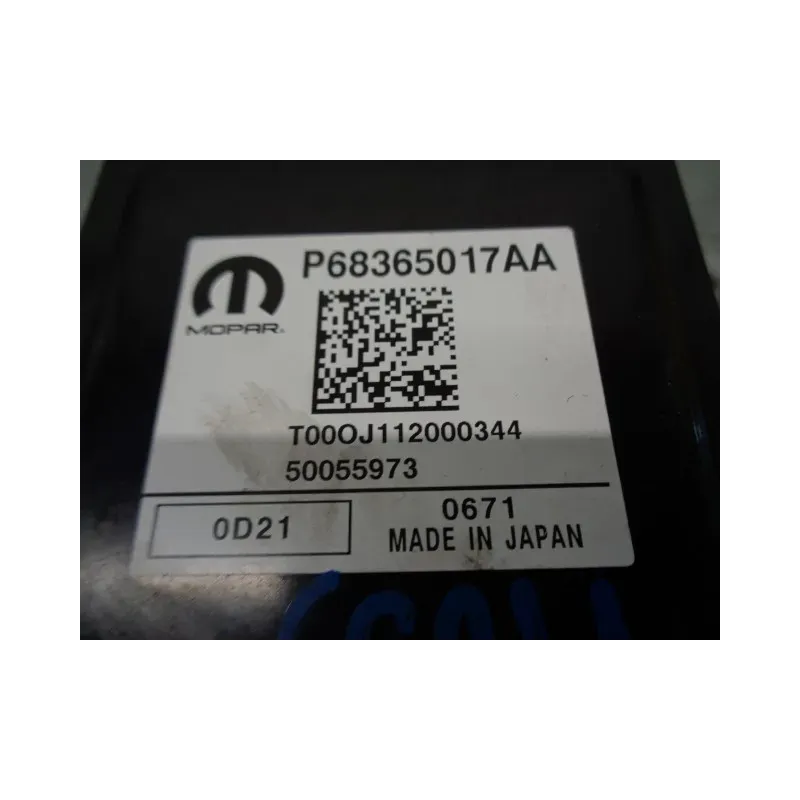 P68365017AA
MOPAR
T00OJ112000344
50055973
0D21
0671
MADE IN JAPAN